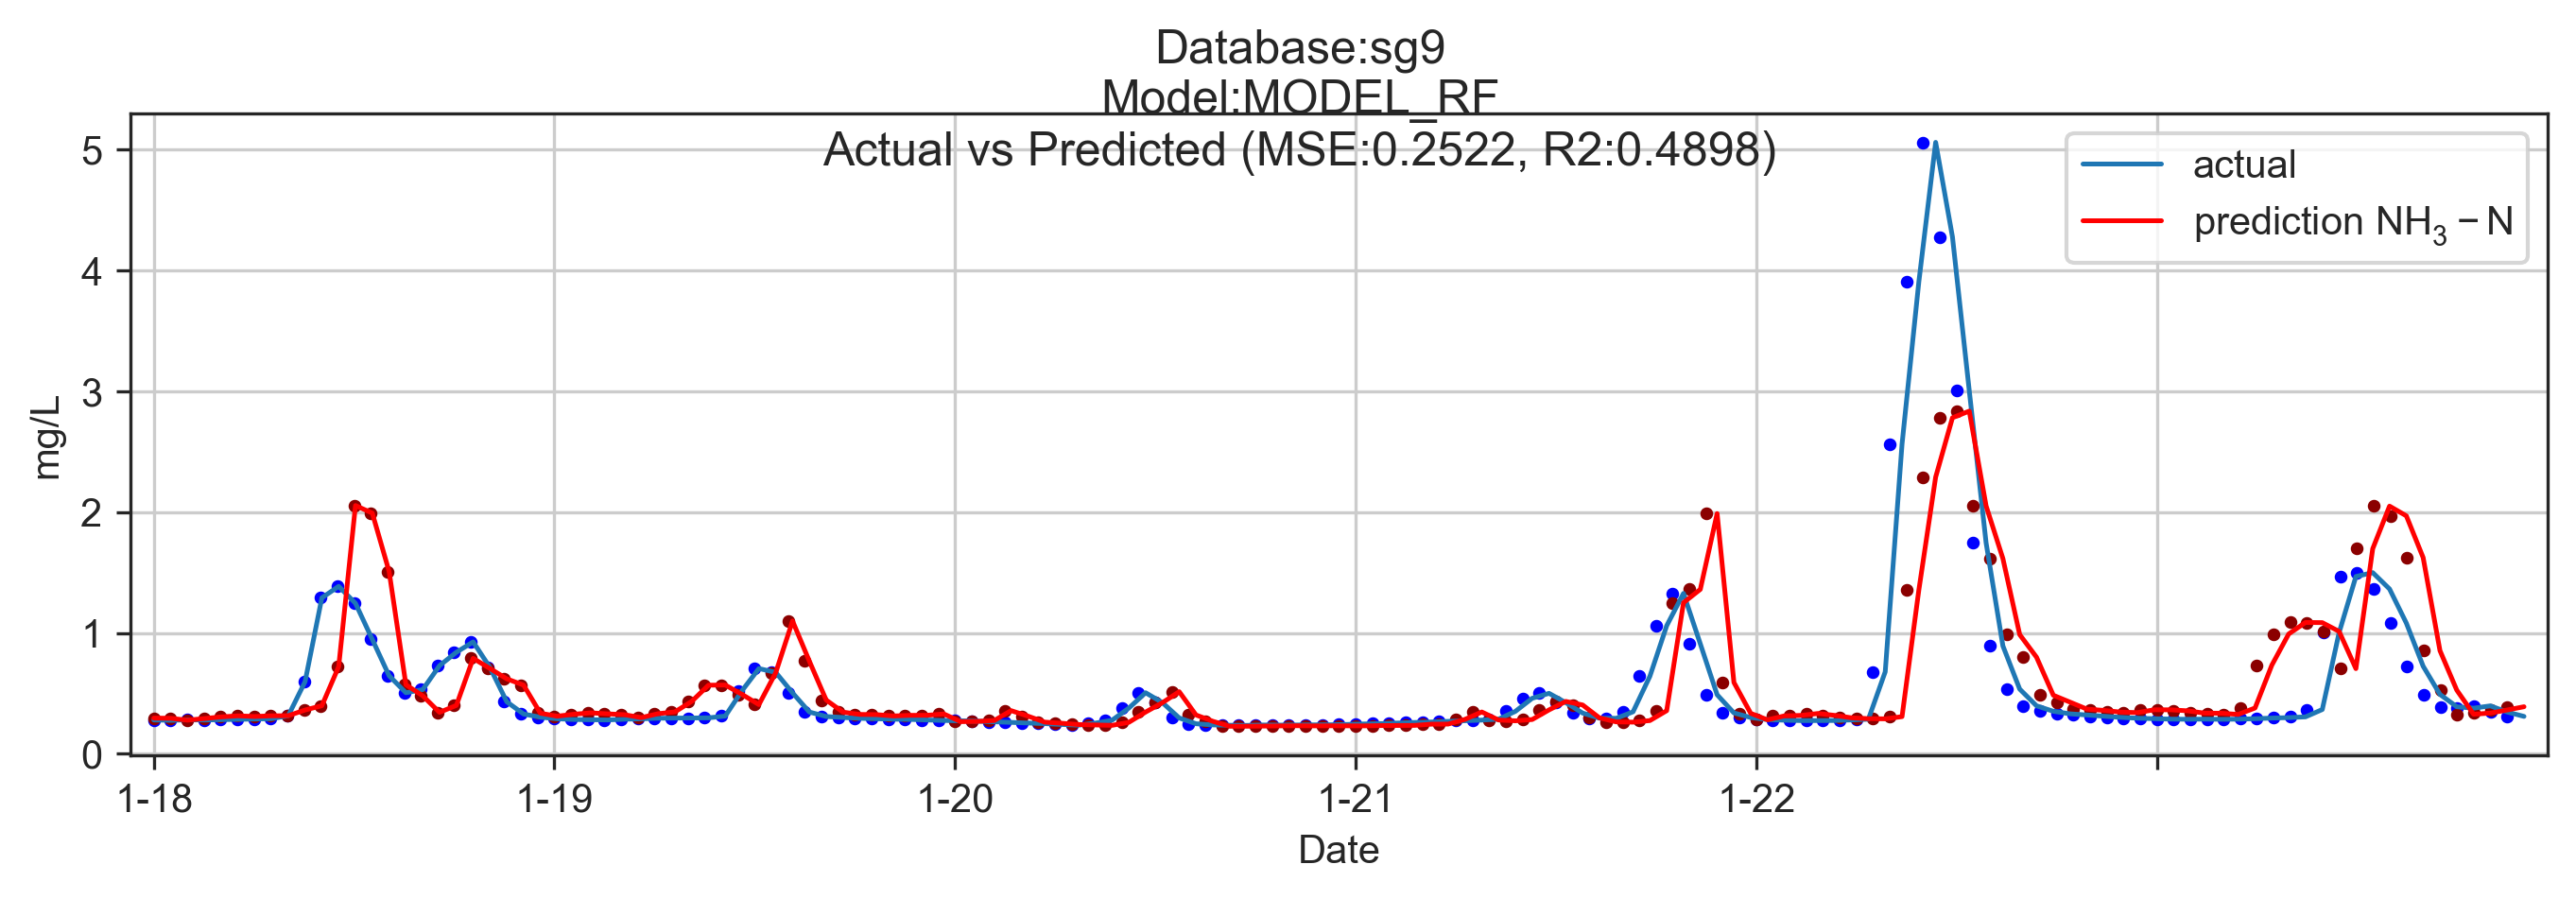 Database:sg9
Model:MODEL_RF
Actual vs Predicted (MSE:0.2522, R2:0.4898)
actual
prediction NH₃ − N
5
4
3
2
1
0
mg/L
1-18 1-19 1-20 1-21 1-22
Date